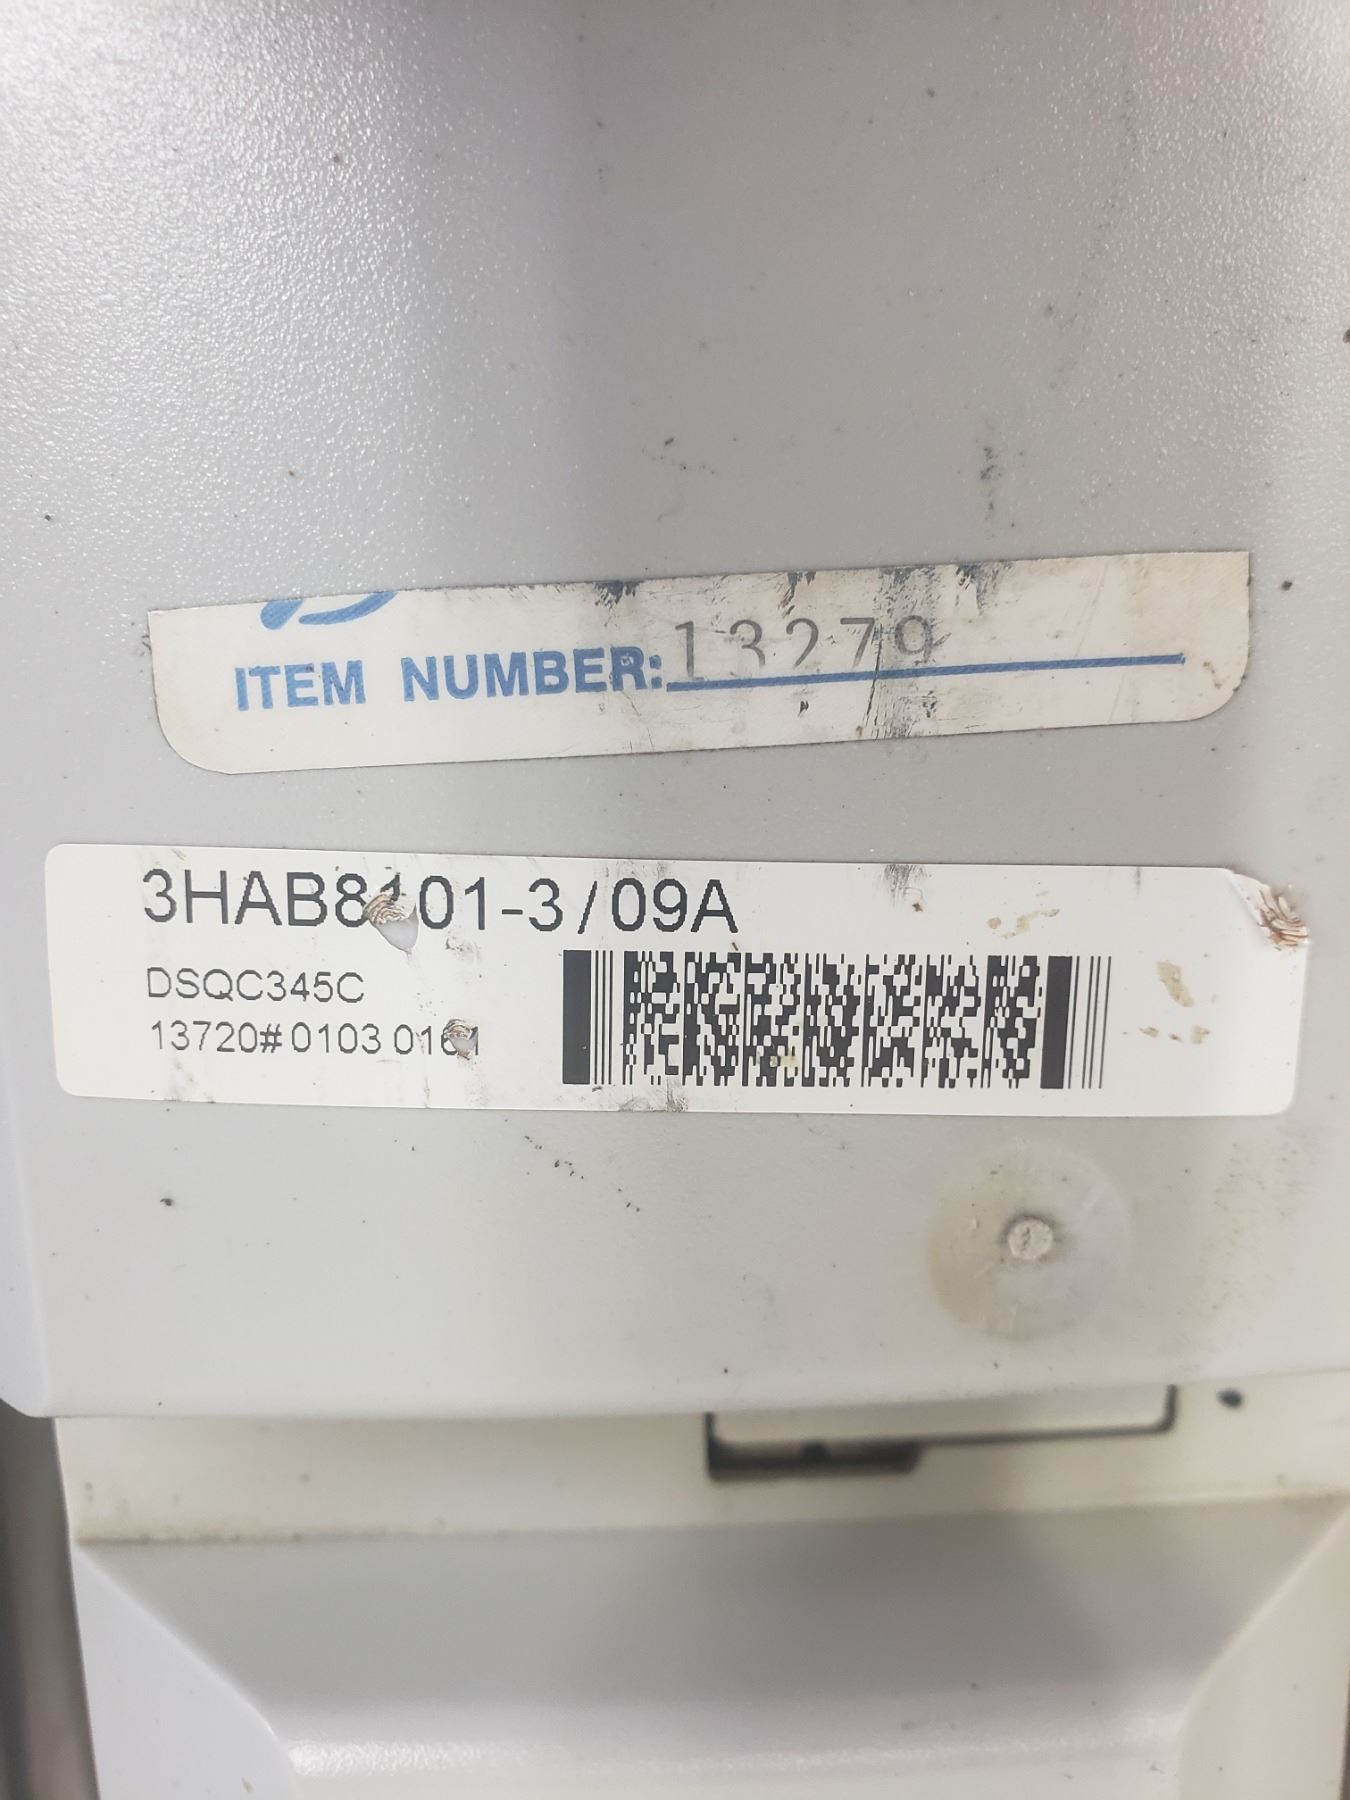 ITEM NUMBER: 13279
3HAB8101-3/09A
DSQC345C
13720# 0103 0161